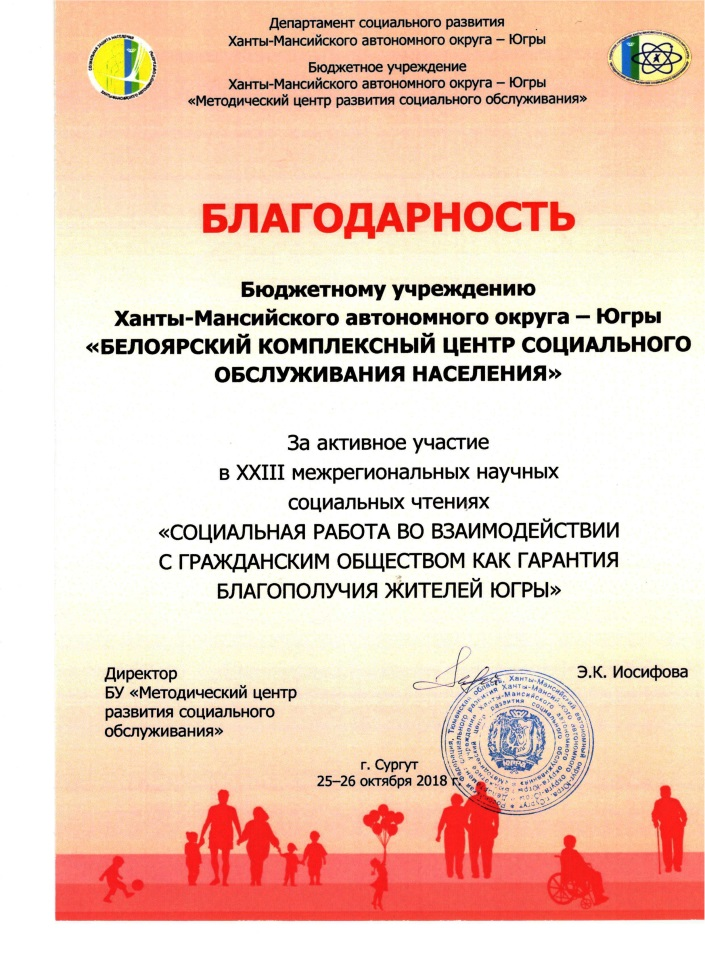 Департамент социального развития
Ханты-Мансийского автономного округа – Югры
Бюджетное учреждение
Ханты-Мансийского автономного округа – Югры
«Методический центр развития социального обслуживания»
БЛАГОДАРНОСТЬ
Бюджетному учреждению
Ханты-Мансийского автономного округа – Югры
«БЕЛОЯРСКИЙ КОМПЛЕКСНЫЙ ЦЕНТР СОЦИАЛЬНОГО
ОБСЛУЖИВАНИЯ НАСЕЛЕНИЯ»
За активное участие
в XXIII межрегиональных научных
социальных чтениях
«СОЦИАЛЬНАЯ РАБОТА ВО ВЗАИМОДЕЙСТВИИ
С ГРАЖДАНСКИМ ОБЩЕСТВОМ КАК ГАРАНТИЯ
БЛАГОПОЛУЧИЯ ЖИТЕЛЕЙ ЮГРЫ»
Директор
БУ «Методический центр
развития социального
обслуживания»
Э.К. Иосифова
г. Сургут
25–26 октября 2018 г.